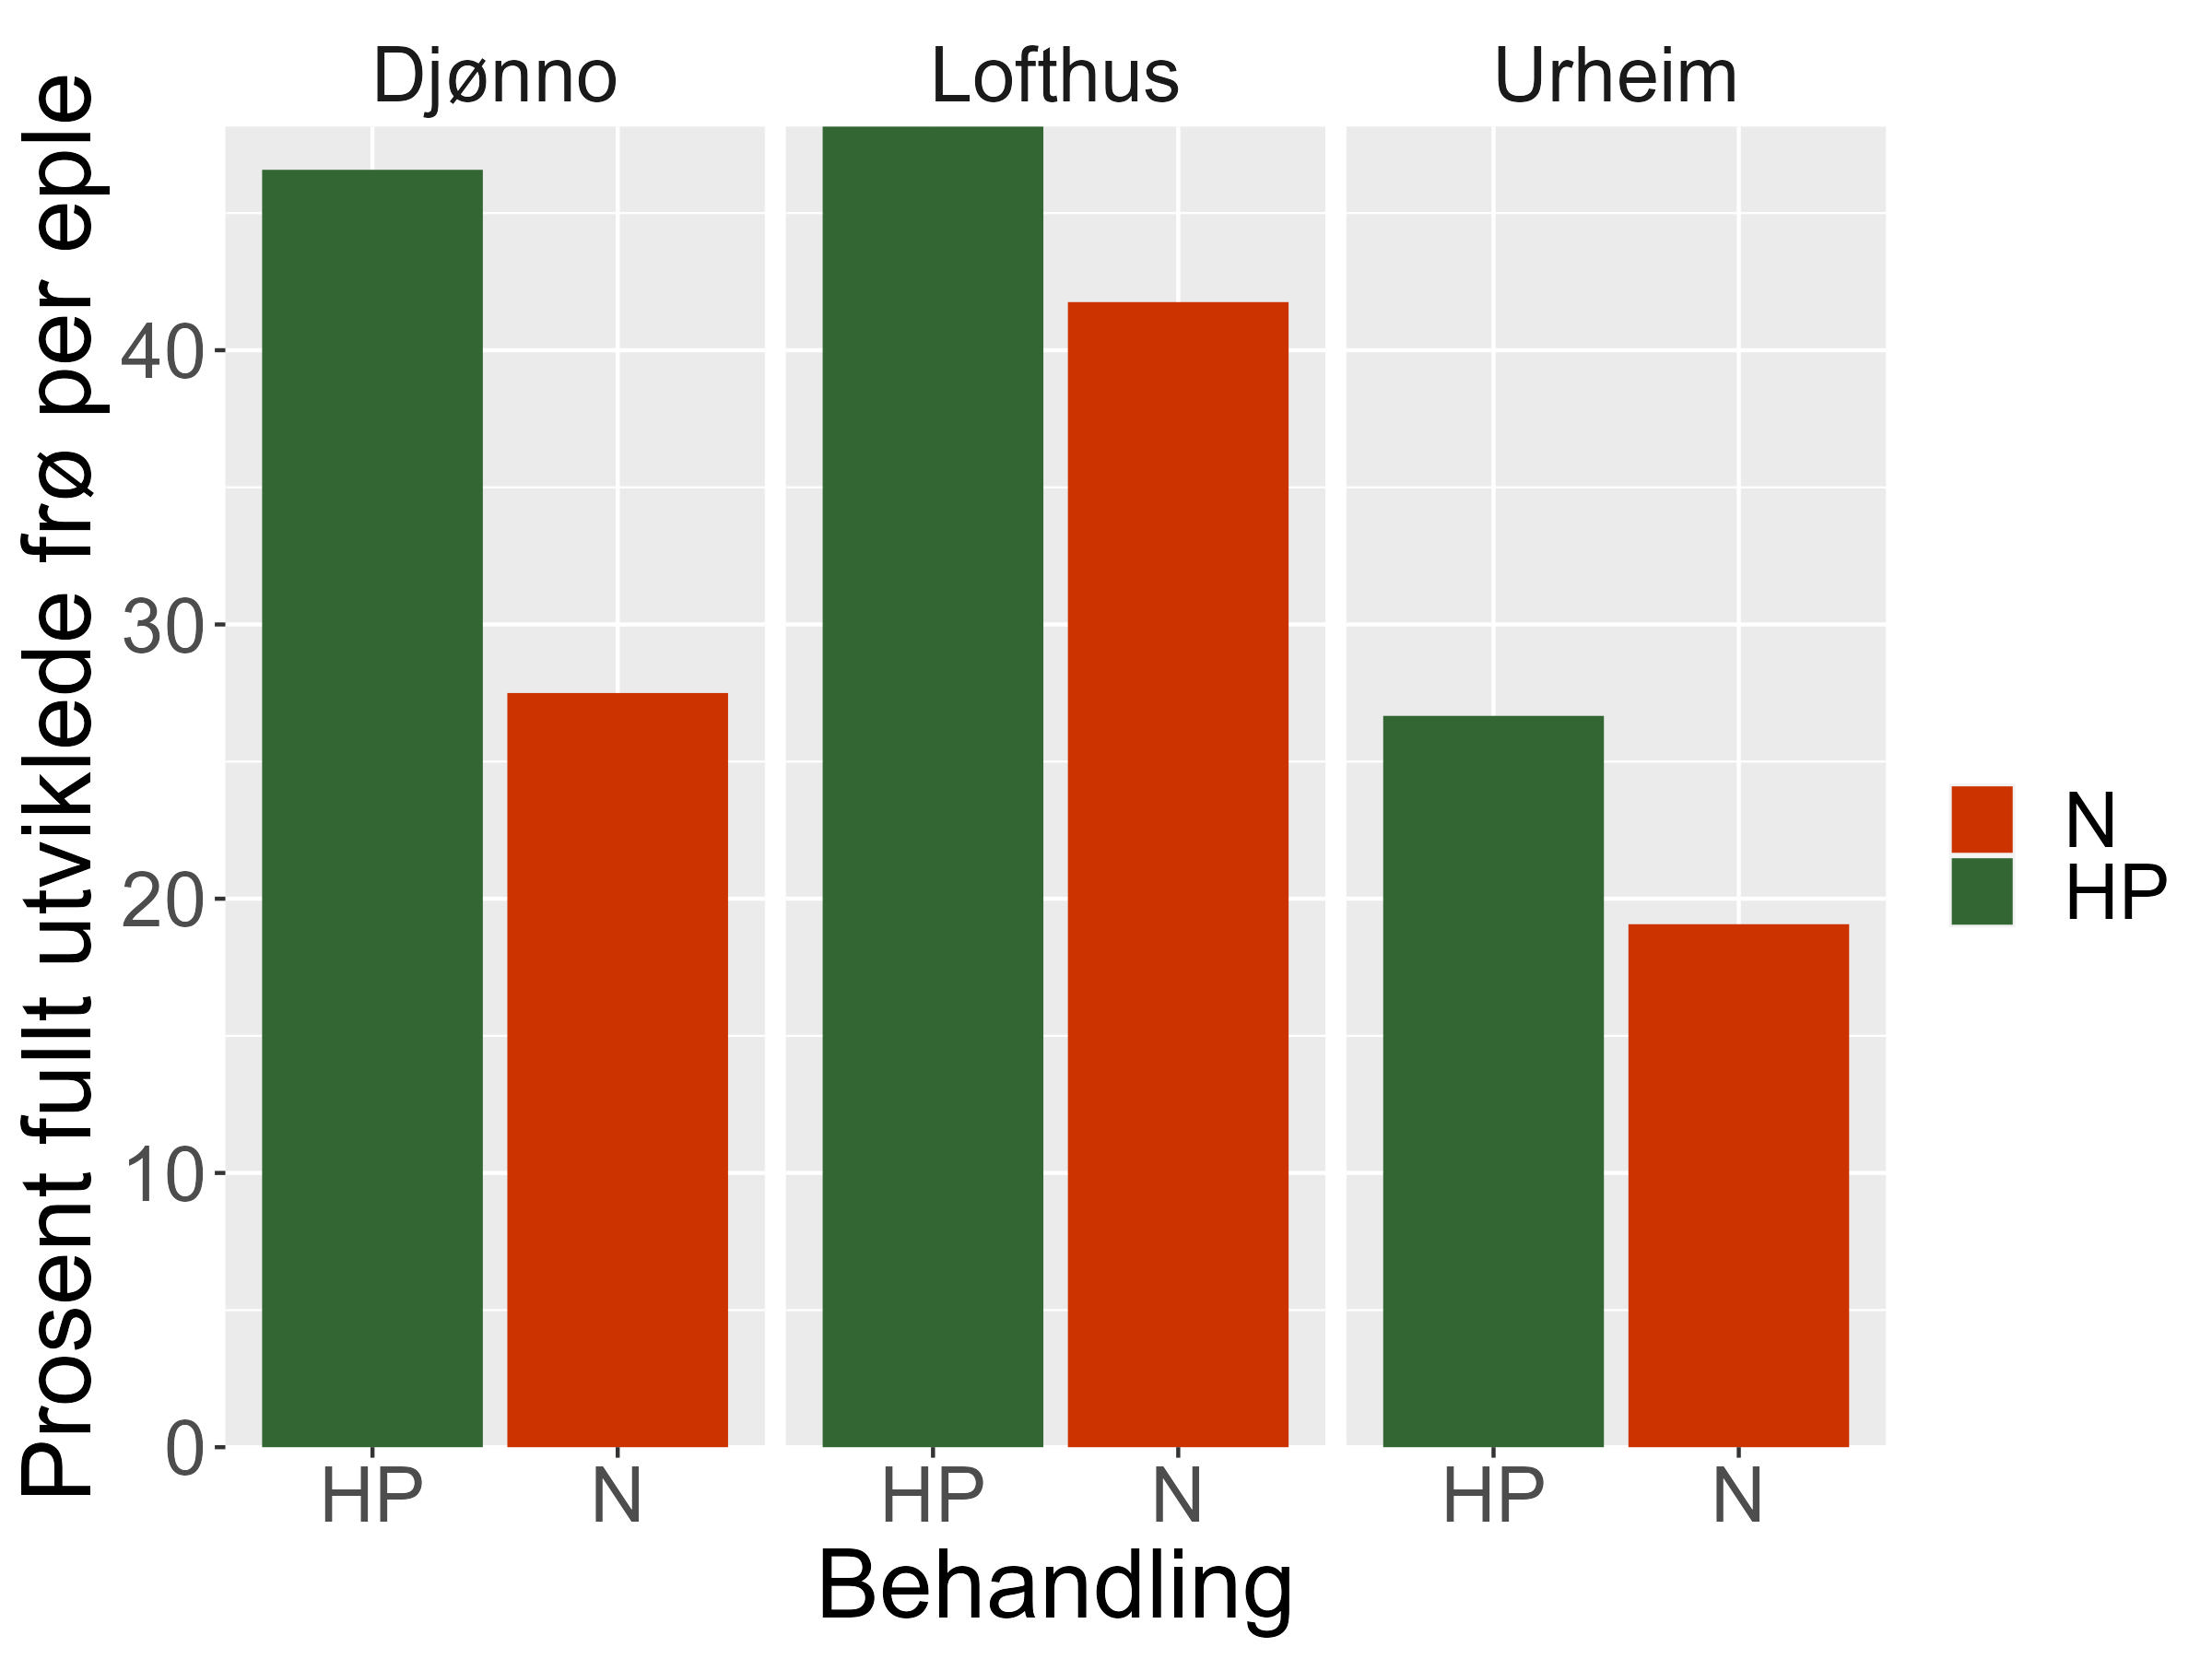 Djønno
Lofthus
Urheim
Prosent fullt utviklede frø per eple
40
30
20
10
0
HP
N
HP
N
HP
N
Behandling
N
HP